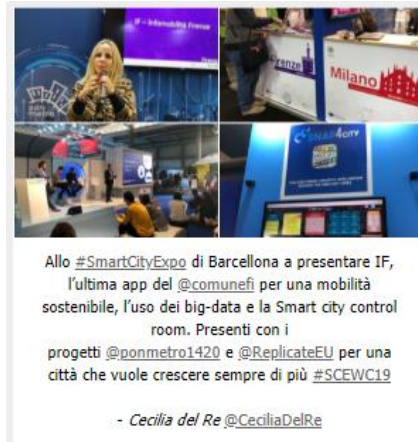 IF – Infomobilità Firenze
Firenze
Milano
SNAP4CITY
Allo #SmartCityExpo di Barcellona a presentare IF,
l'ultima app del @comunefi per una mobilità
sostenibile, l'uso dei big-data e la Smart city control
room. Presenti con i
progetti @ponmetro1420 e @ReplicateEU per una
città che vuole crescere sempre di più #SCEWC19
- Cecilia del Re @CeciliaDelRe